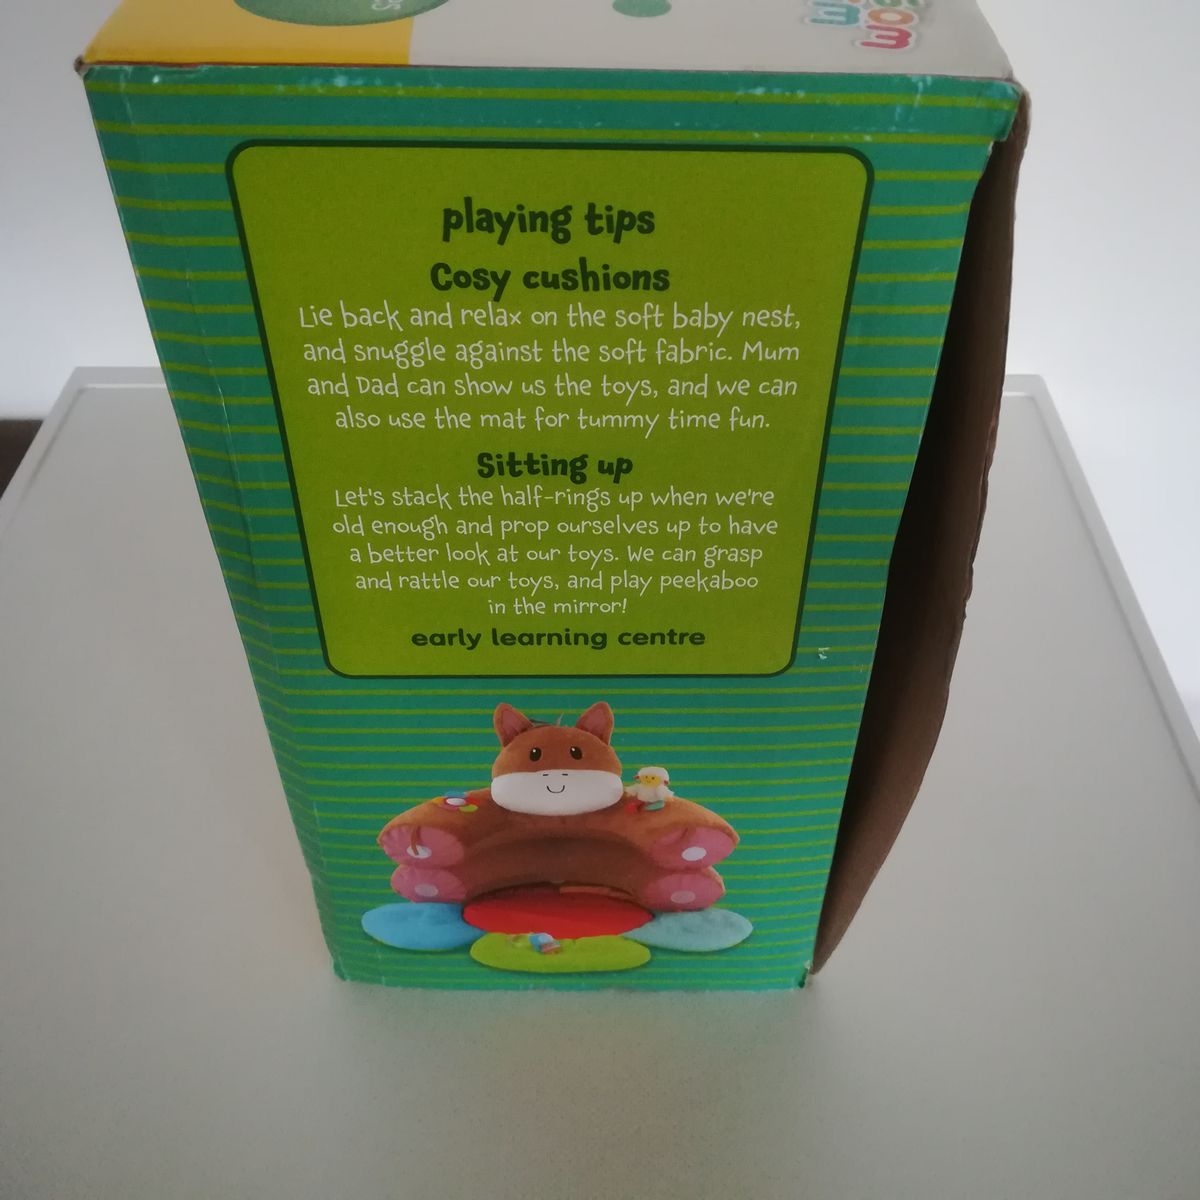 playing tips
Cosy cushions
Lie back and relax on the soft baby nest,
and snuggle against the soft fabric. Mum
and Dad can show us the toys, and we can
also use the mat for tummy time fun.
Sitting up
Let's stack the half-rings up when we're
old enough and prop ourselves up to have
a better look at our toys. We can grasp
and rattle our toys, and play peekaboo
in the mirror!
early learning centre